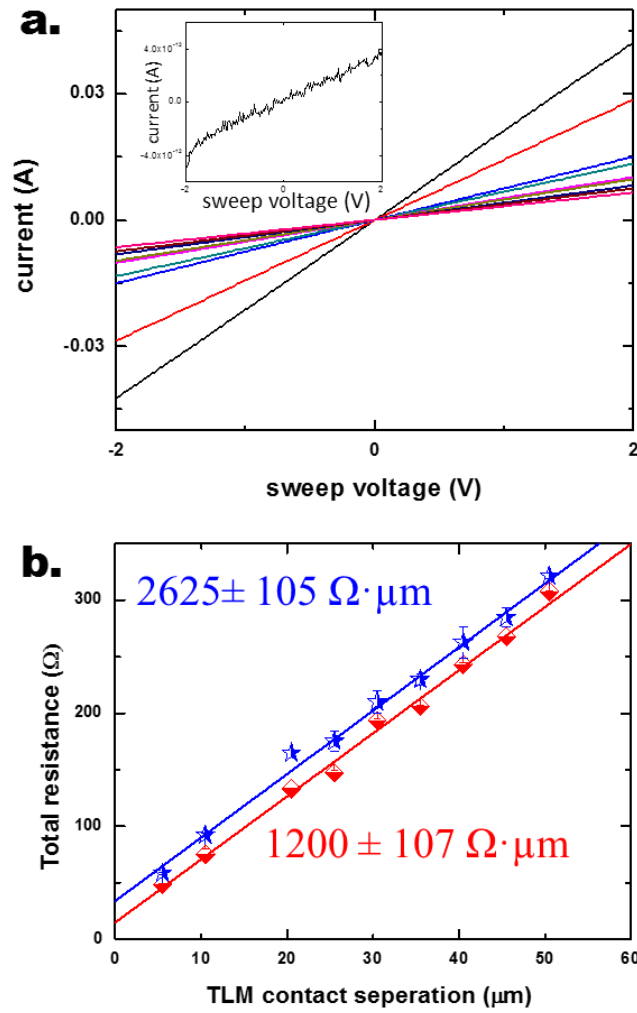 a.
4.0x10⁻¹²
0.0
-4.0x10⁻¹²
current (A)
-2 0 2
sweep voltage (V)
0.03
0.00
-0.03
current (A)
-2 0 2
sweep voltage (V)
b.
2625± 105 Ω·µm
1200 ± 107 Ω·µm
300
200
100
0
Total resistance (Ω)
0 10 20 30 40 50 60
TLM contact seperation (µm)